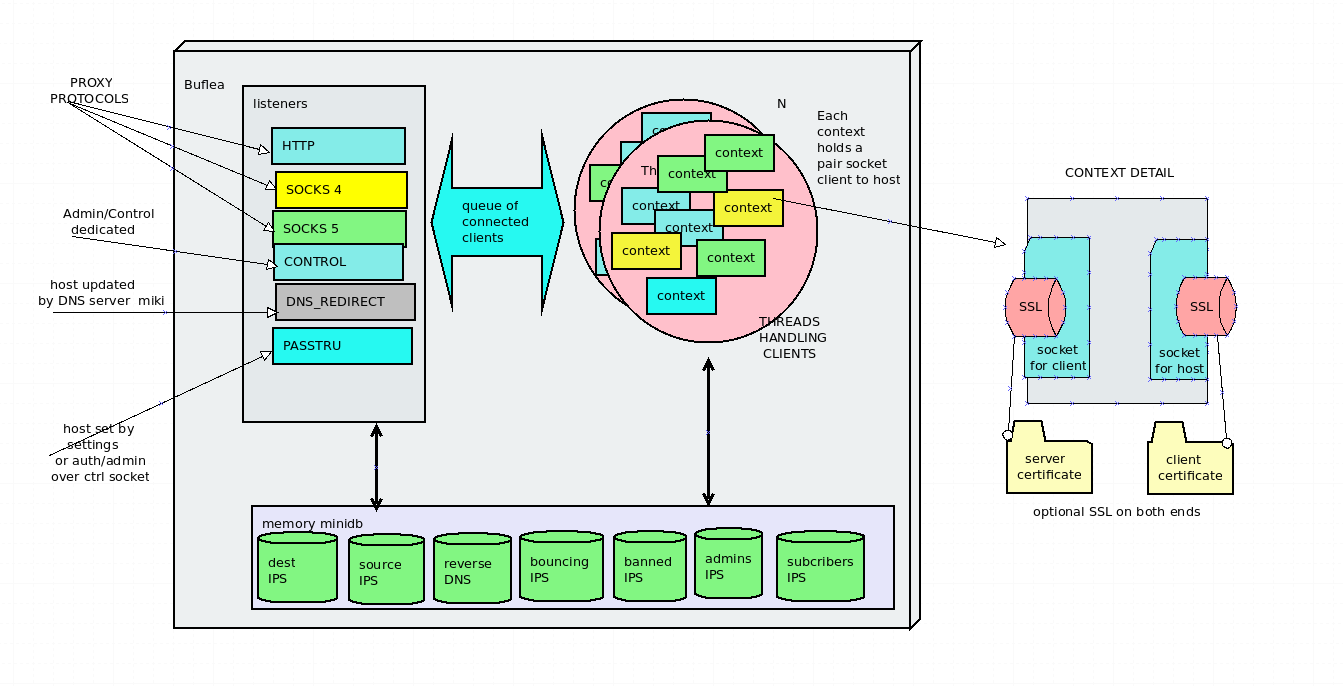 PROXY
PROTOCOLS
Admin/Control
dedicated
host updated
by DNS server miki
host set by
settings
or auth/admin
over ctrl socket
Buflea
listeners
HTTP
SOCKS 4
SOCKS 5
CONTROL
DNS_REDIRECT
PASSTRU
queue of
connected
clients
N
context
context
context
context
context
context
context
context
THREADS
HANDLING
CLIENTS
Each
context
holds a
pair socket
client to host
memory minidb
dest
IPS
source
IPS
reverse
DNS
bouncing
IPS
banned
IPS
admins
IPS
subcribers
IPS
CONTEXT DETAIL
SSL
socket
for client
SSL
socket
for host
server
certificate
client
certificate
optional SSL on both ends